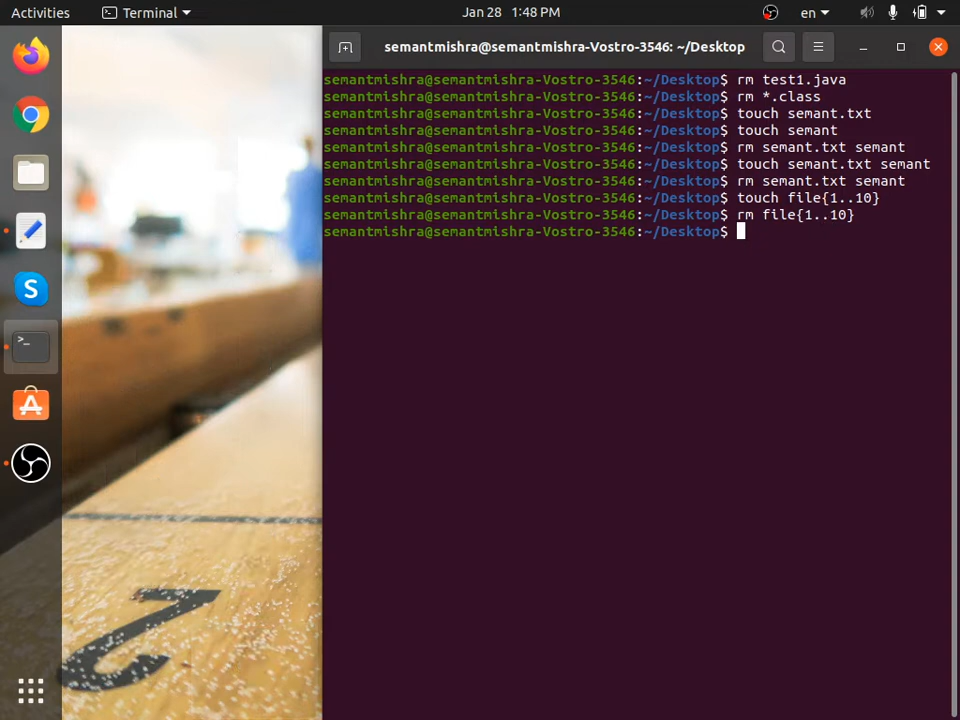 Activities Terminal Jan 28 1:48 PM en
semantmishra@semantmishra-Vostro-3546: ~/Desktop
semantmishra@semantmishra-Vostro-3546:~/Desktop$ rm test1.java
semantmishra@semantmishra-Vostro-3546:~/Desktop$ rm *.class
semantmishra@semantmishra-Vostro-3546:~/Desktop$ touch semant.txt
semantmishra@semantmishra-Vostro-3546:~/Desktop$ touch semant
semantmishra@semantmishra-Vostro-3546:~/Desktop$ rm semant.txt semant
semantmishra@semantmishra-Vostro-3546:~/Desktop$ touch semant.txt semant
semantmishra@semantmishra-Vostro-3546:~/Desktop$ rm semant.txt semant
semantmishra@semantmishra-Vostro-3546:~/Desktop$ touch file{1..10}
semantmishra@semantmishra-Vostro-3546:~/Desktop$ rm file{1..10}
semantmishra@semantmishra-Vostro-3546:~/Desktop$
2